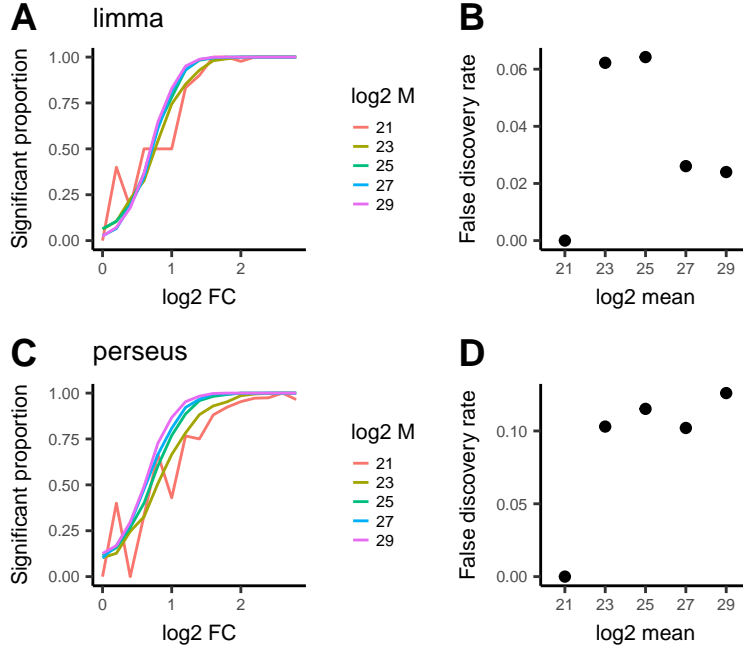 A limma
Significant proportion
1.00
0.75
0.50
0.25
0.00
0 1 2
log2 FC
log2 M
21
23
25
27
29
B
False discovery rate
0.06
0.04
0.02
0.00
21 23 25 27 29
log2 mean
C perseus
Significant proportion
1.00
0.75
0.50
0.25
0.00
0 1 2
log2 FC
log2 M
21
23
25
27
29
D
False discovery rate
0.10
0.05
0.00
21 23 25 27 29
log2 mean